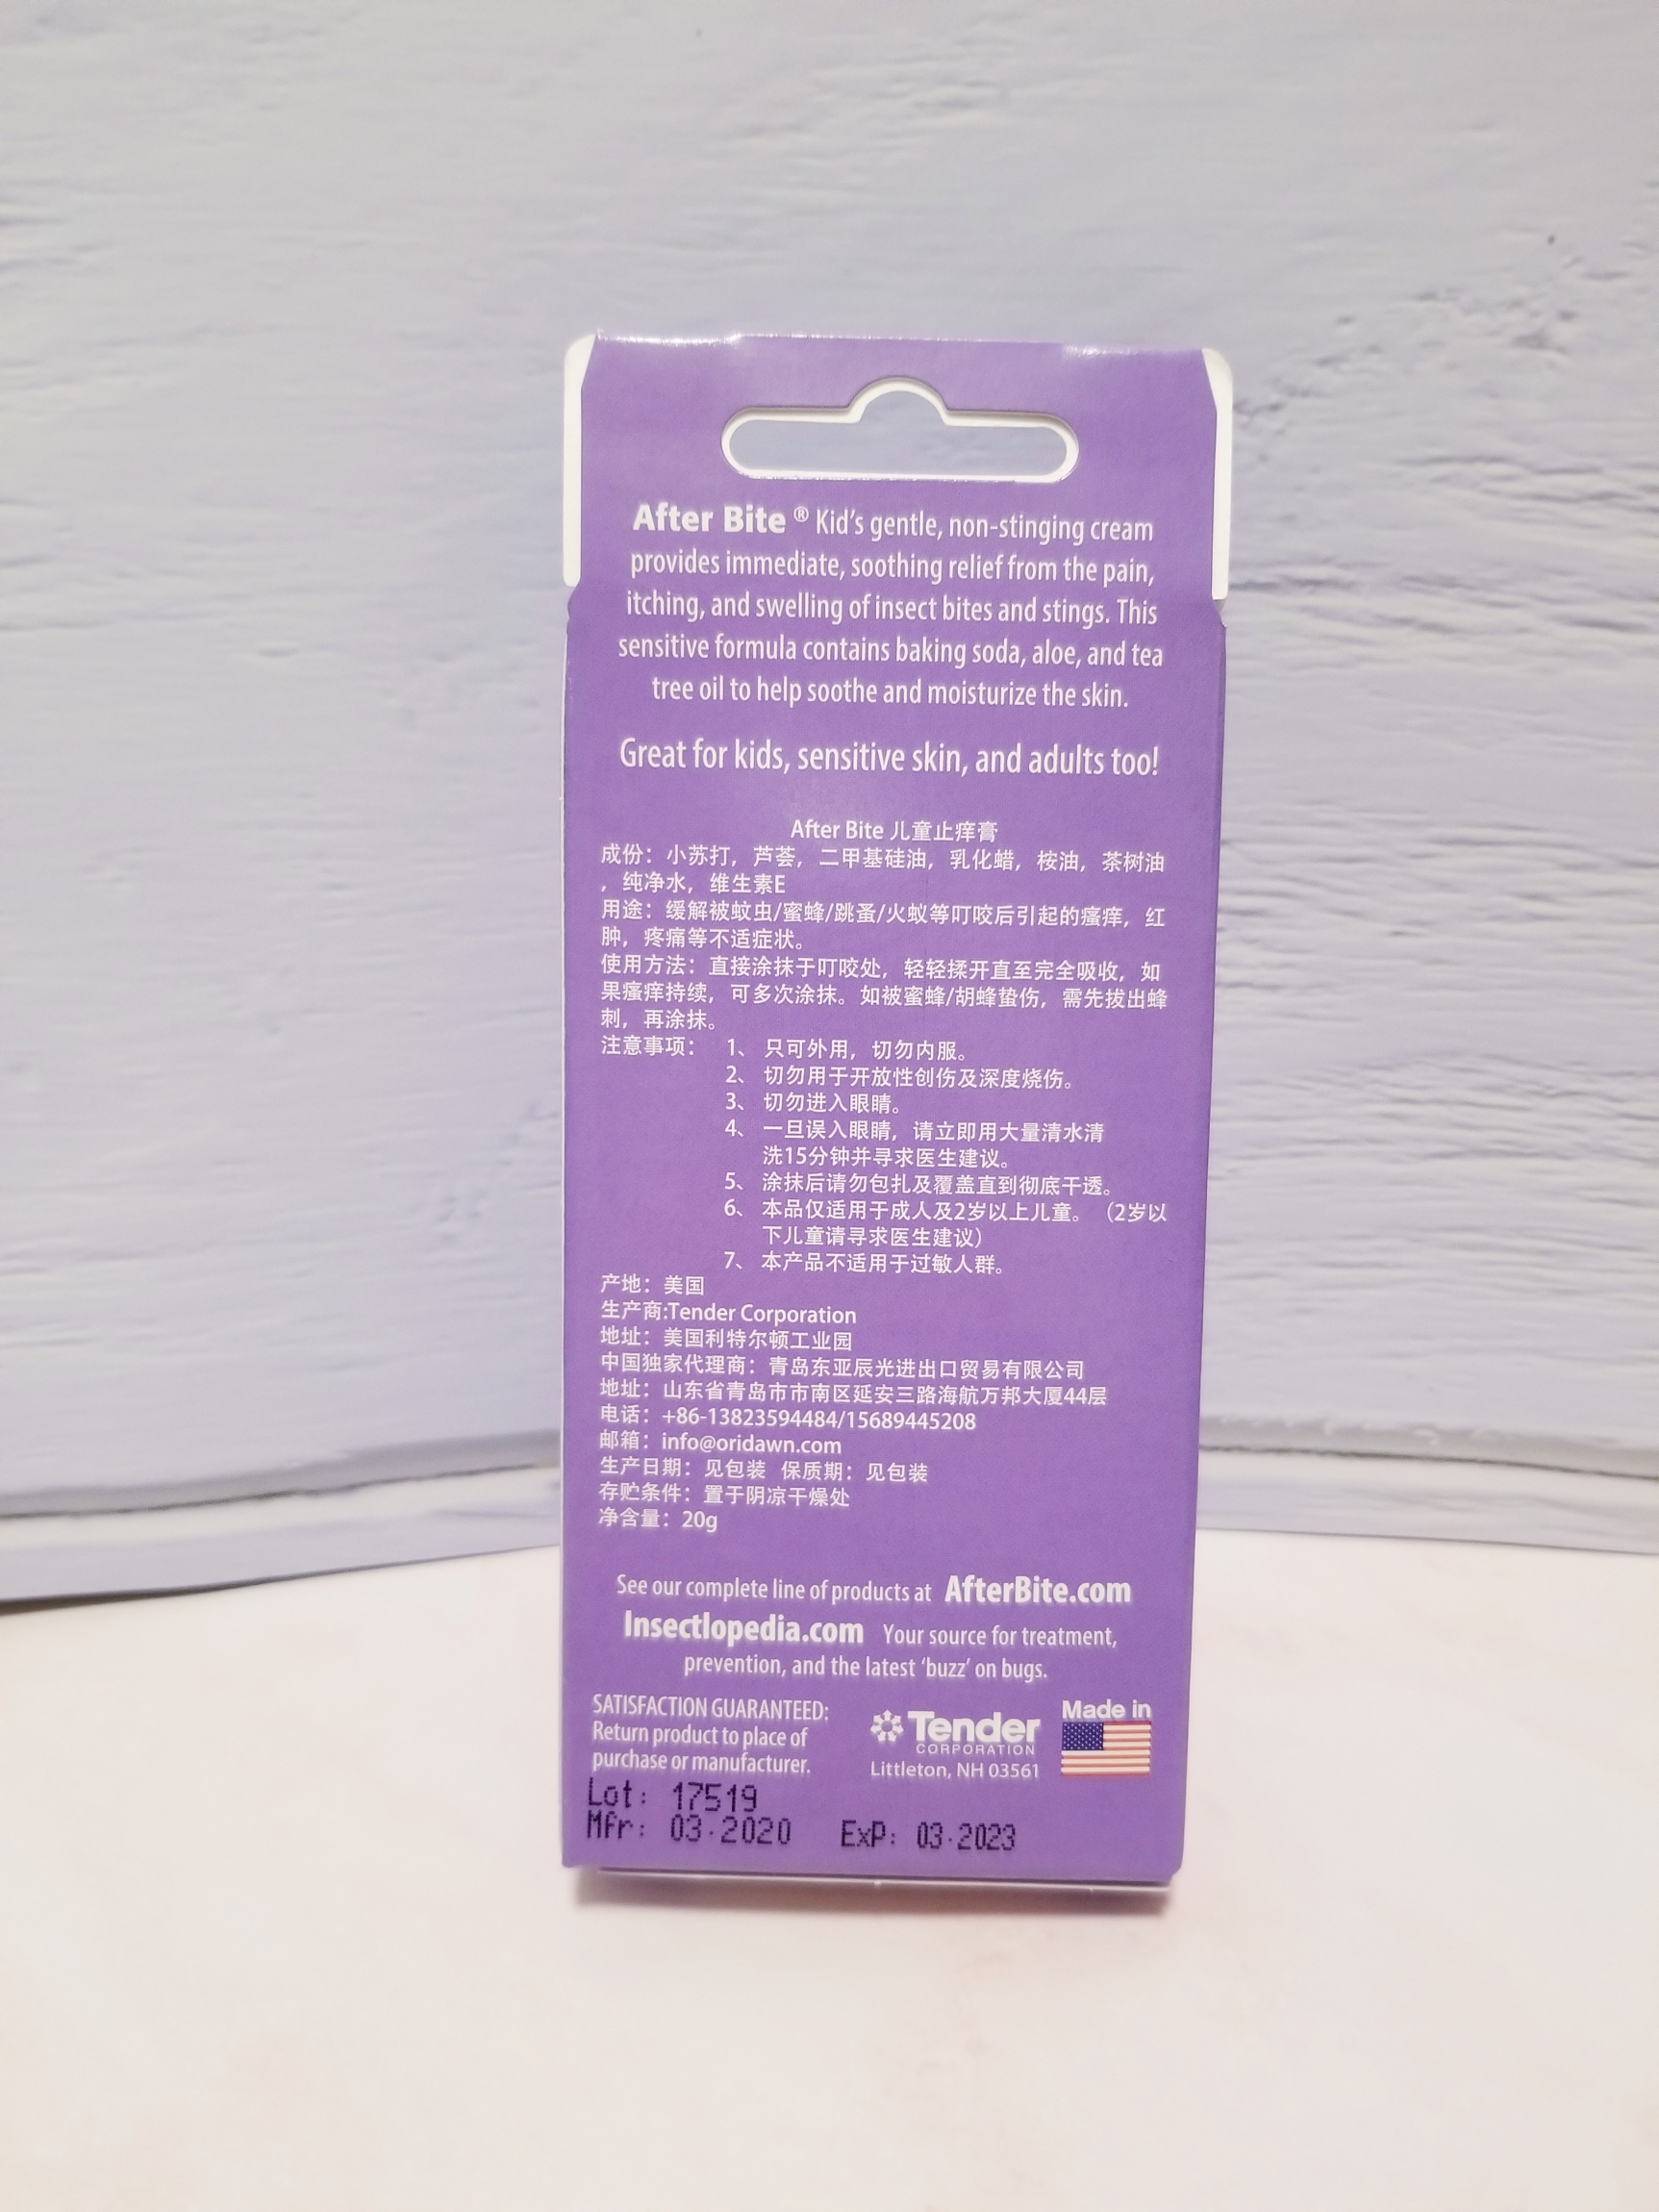 After Bite ® Kid's gentle, non-stinging cream
provides immediate, soothing relief from the pain,
itching, and swelling of insect bites and stings. This
sensitive formula contains baking soda, aloe, and tea
tree oil to help soothe and moisturize the skin.
Great for kids, sensitive skin, and adults too!
After Bite 儿童止痒膏
成份：小苏打，芦荟，二甲基硅油，乳化蜡，桉油，茶树油
，纯净水，维生素E
用途：缓解被蚊虫/蜜蜂/跳蚤/火蚁等叮咬后引起的瘙痒，红
肿，疼痛等不适症状。
使用方法：直接涂抹于叮咬处，轻轻揉开直至完全吸收，如
果瘙痒持续，可多次涂抹。如被蜜蜂/胡蜂蛰伤，需先拔出蜂
刺，再涂抹。
注意事项： 1、 只可外用，切勿内服。
2、 切勿用于开放性创伤及深度烧伤。
3、 切勿进入眼睛。
4、 一旦误入眼睛，请立即用大量清水清
洗15分钟并寻求医生建议。
5、 涂抹后请勿包扎及覆盖直到彻底干透。
6、 本品仅适用于成人及2岁以上儿童。（2岁以
下儿童请寻求医生建议）
7、 本产品不适用于过敏人群。
产地：美国
生产商:Tender Corporation
地址：美国利特尔顿工业园
中国独家代理商：青岛东亚辰光进出口贸易有限公司
地址：山东省青岛市市南区延安三路海航万邦大厦44层
电话：+86-13823594484/15689445208
邮箱：info@oridawn.com
生产日期：见包装 保质期：见包装
存贮条件：置于阴凉干燥处
净含量：20g
See our complete line of products at AfterBite.com
Insectlopedia.com Your source for treatment,
prevention, and the latest 'buzz' on bugs.
SATISFACTION GUARANTEED:
Return product to place of
purchase or manufacturer.
Tender
CORPORATION
Littleton, NH 03561
Made in
Lot: 17519
Mfr: 03·2020 EXP: 03·2023